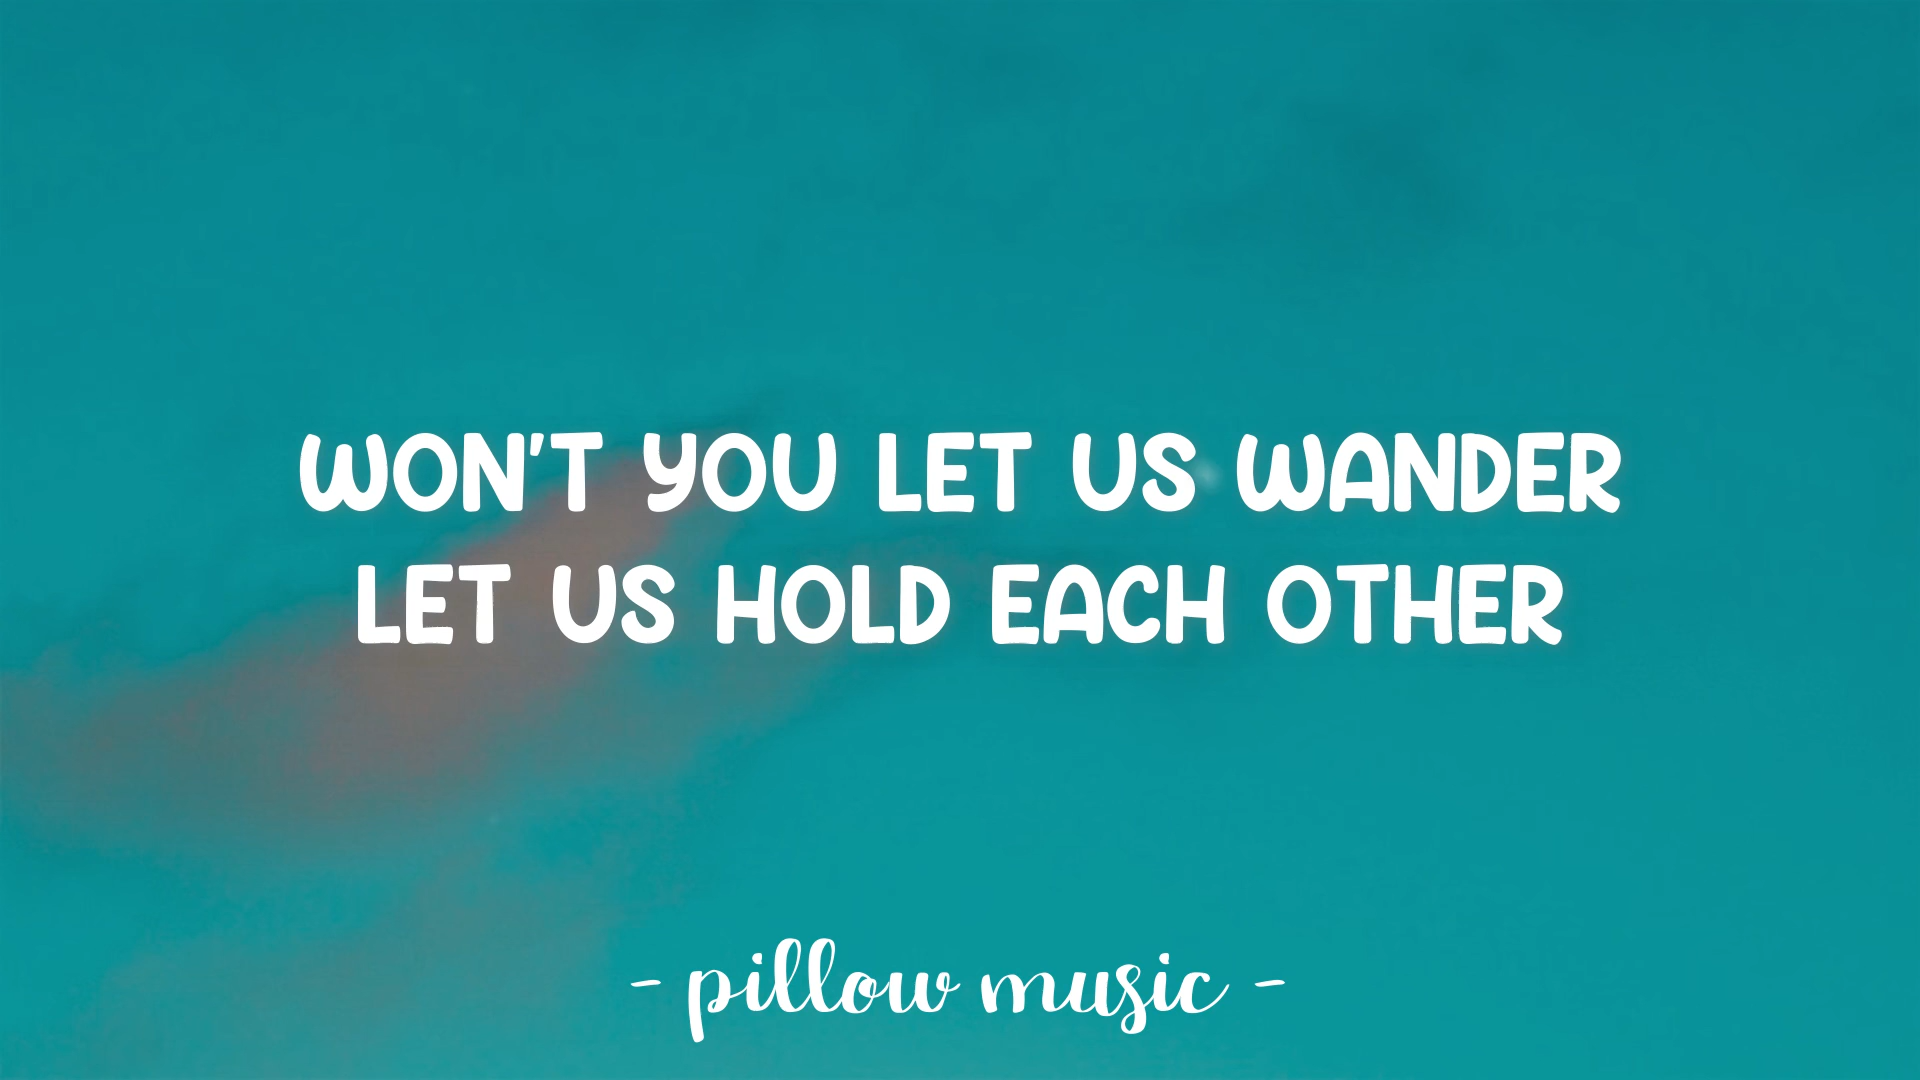 WON'T YOU LET US WANDER
LET US HOLD EACH OTHER
- pillow music -